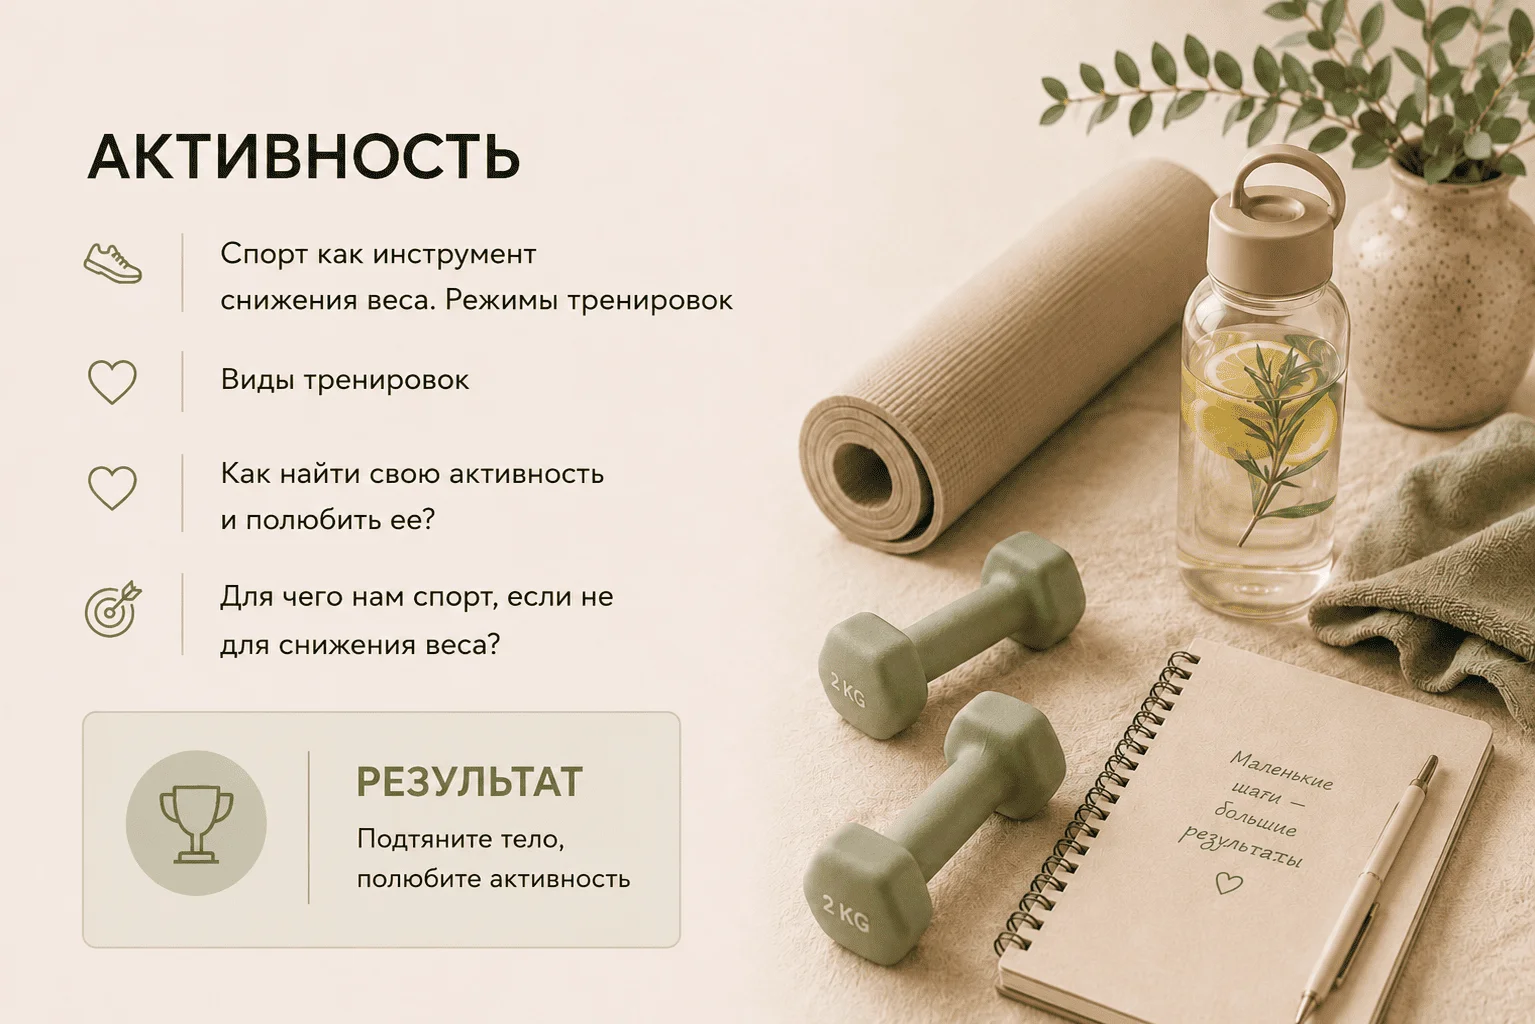 АКТИВНОСТЬ
Спорт как инструмент
снижения веса. Режимы тренировок
Виды тренировок
Как найти свою активность
и полюбить ее?
Для чего нам спорт, если не
для снижения веса?
РЕЗУЛЬТАТ
Подтяните тело,
полюбите активность
2 KG
2 KG
Маленькие
шаги —
большие
результаты